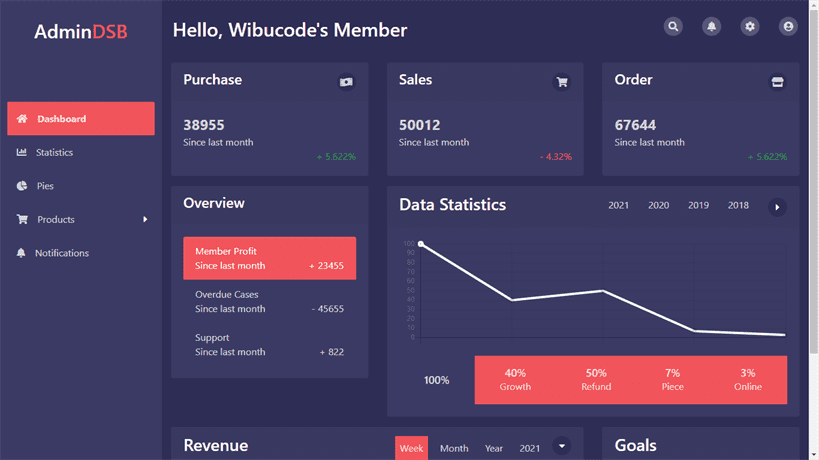 AdminDSB
Hello, Wibucode's Member
Dashboard
Statistics
Pies
Products
Notifications
Purchase
38955
Since last month
+ 5.622%
Sales
50012
Since last month
- 4.32%
Order
67644
Since last month
+ 5.622%
Overview
Member Profit
Since last month + 23455
Overdue Cases
Since last month - 45655
Support
Since last month + 822
Data Statistics 2021 2020 2019 2018
100
90
80
70
60
50
40
30
20
10
0
100%
40% 50% 7% 3%
Growth Refund Piece Online
Revenue Week Month Year 2021
Goals